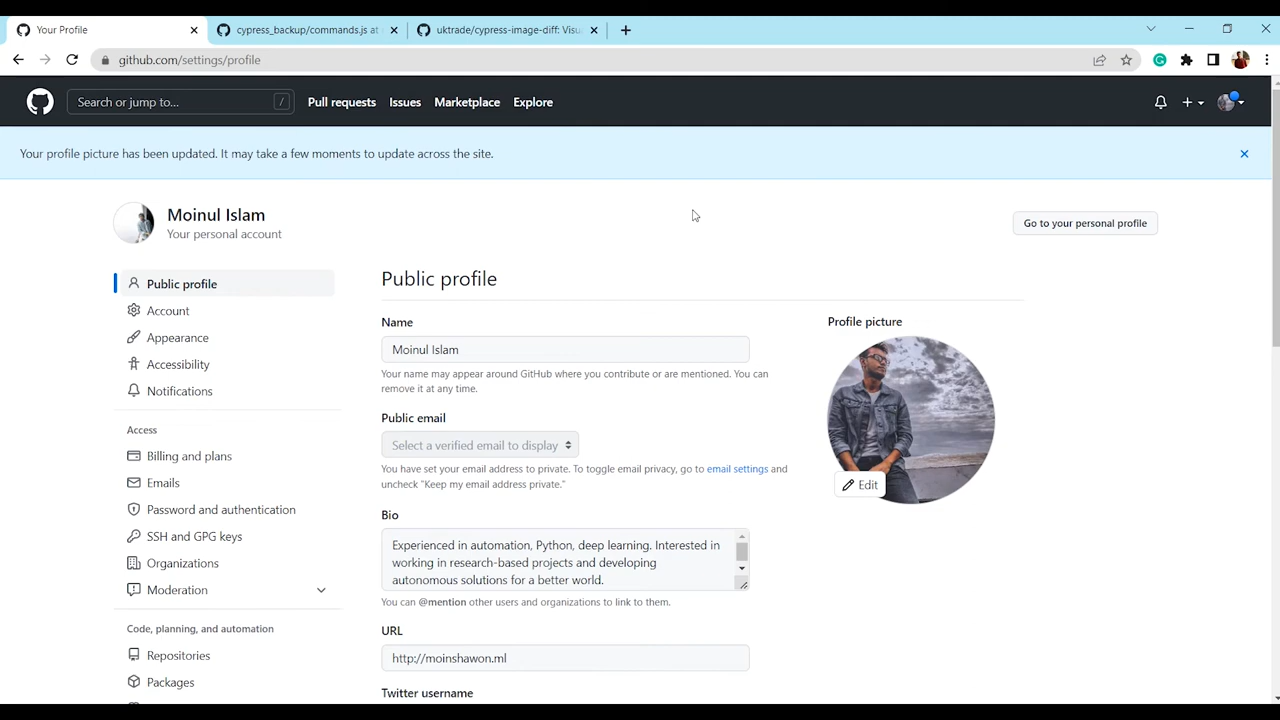 Your Profile
cypress_backup/commands.js at
uktrade/cypress-image-diff: Visu
github.com/settings/profile
Search or jump to...
/
Pull requests
Issues
Marketplace
Explore
Your profile picture has been updated. It may take a few moments to update across the site.
Moinul Islam
Your personal account
Go to your personal profile
Public profile
Account
Appearance
Accessibility
Notifications
Access
Billing and plans
Emails
Password and authentication
SSH and GPG keys
Organizations
Moderation
Code, planning, and automation
Repositories
Packages
Public profile
Name
Moinul Islam
Your name may appear around GitHub where you contribute or are mentioned. You can
remove it at any time.
Public email
Select a verified email to display
You have set your email address to private. To toggle email privacy, go to email settings and
uncheck "Keep my email address private."
Bio
Experienced in automation, Python, deep learning. Interested in
working in research-based projects and developing
autonomous solutions for a better world.
You can @mention other users and organizations to link to them.
URL
http://moinshawon.ml
Twitter username
Profile picture
Edit